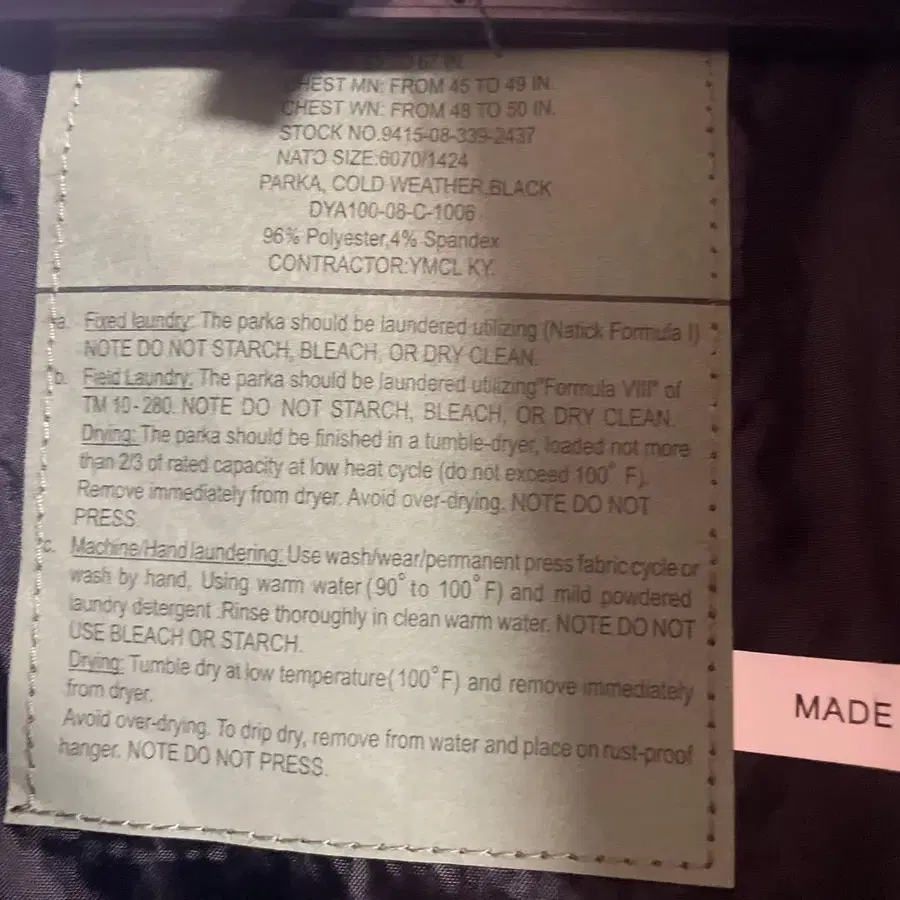 67 IN.
CHEST MN: FROM 45 TO 49 IN.
CHEST WN: FROM 48 TO 50 IN.
STOCK NO.9415-08-339-2437
NATO SIZE:6070/1424
PARKA, COLD WEATHER,BLACK
DYA100-08-C-1006
96% Polyester,4% Spandex
CONTRACTOR:YMCL KY.
a. Fixed laundry: The parka should be laundered utilizing (Natick Formula I)
NOTE DO NOT STARCH, BLEACH, OR DRY CLEAN.
b. Field Laundry: The parka should be laundered utilizing"Formula VIII" of
TM 10-280. NOTE DO NOT STARCH, BLEACH, OR DRY CLEAN.
Drying: The parka should be finished in a tumble-dryer, loaded not more
than 2/3 of rated capacity at low heat cycle (do not exceed 100° F).
Remove immediately from dryer. Avoid over-drying. NOTE DO NOT
PRESS.
c. Machine/Hand laundering: Use wash/wear/permanent press fabric cycle or
wash by hand, Using warm water (90° to 100° F) and mild powdered
laundry detergent .Rinse thoroughly in clean warm water. NOTE DO NOT
USE BLEACH OR STARCH.
Drying: Tumble dry at low temperature(100°F) and remove immediately
from dryer.
Avoid over-drying. To drip dry, remove from water and place on rust-proof
hanger. NOTE DO NOT PRESS.
MADE